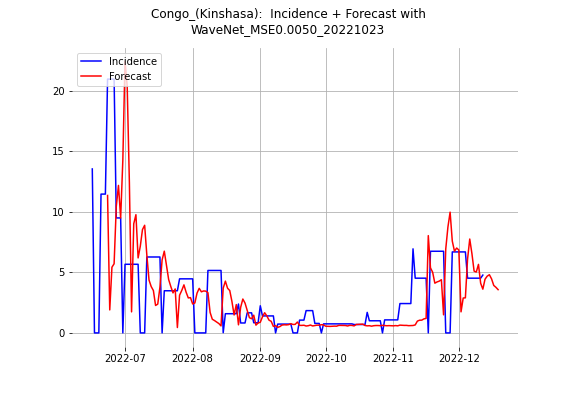 Congo_(Kinshasa):  Incidence + Forecast with
WaveNet_MSE0.0050_20221023
Incidence
Forecast
20
15
10
5
0
2022-07
2022-08
2022-09
2022-10
2022-11
2022-12